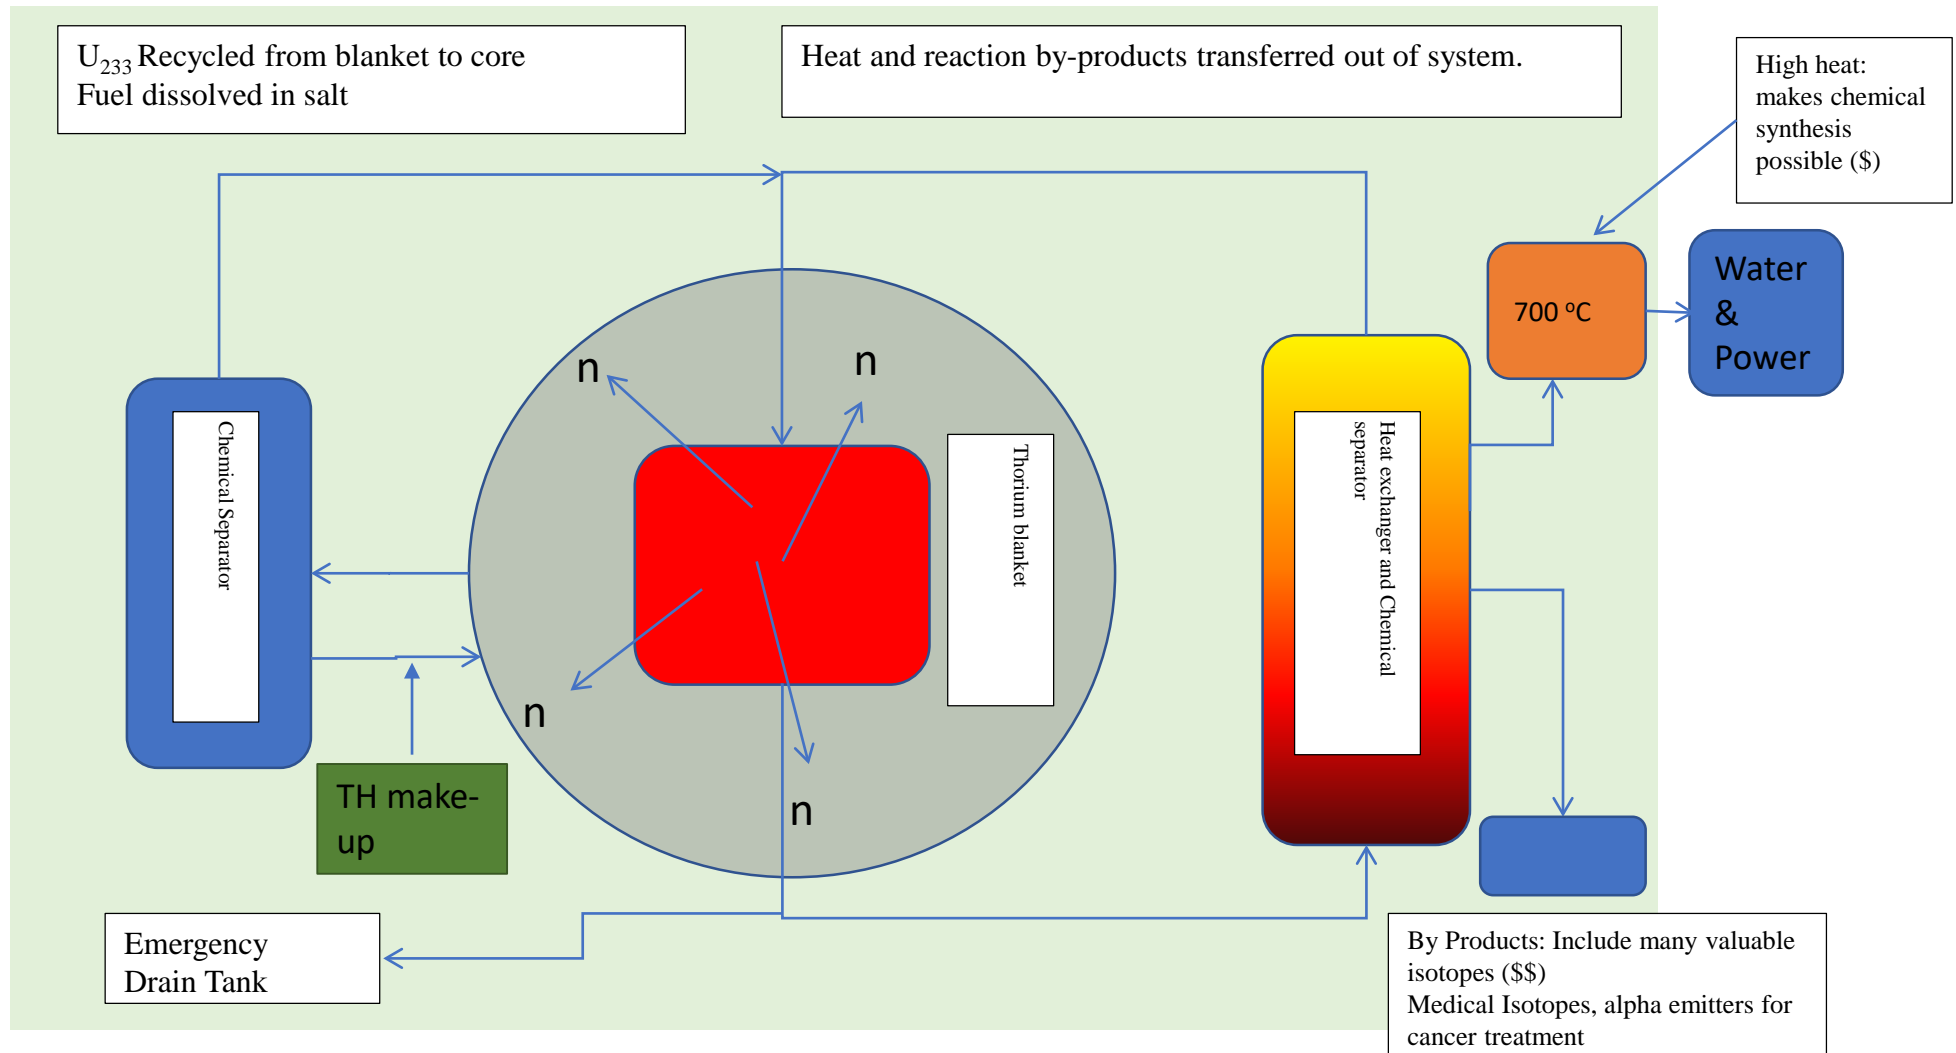 U₂₃₃ Recycled from blanket to core
Fuel dissolved in salt
Heat and reaction by-products transferred out of system.
High heat:
makes chemical
synthesis
possible ($)
700 ⁰C
Water
&
Power
n
n
n
n
Chemical Separator
Thorium blanket
Heat exchanger and Chemical
separator
TH make-
up
Emergency
Drain Tank
By Products: Include many valuable
isotopes ($$)
Medical Isotopes, alpha emitters for
cancer treatment